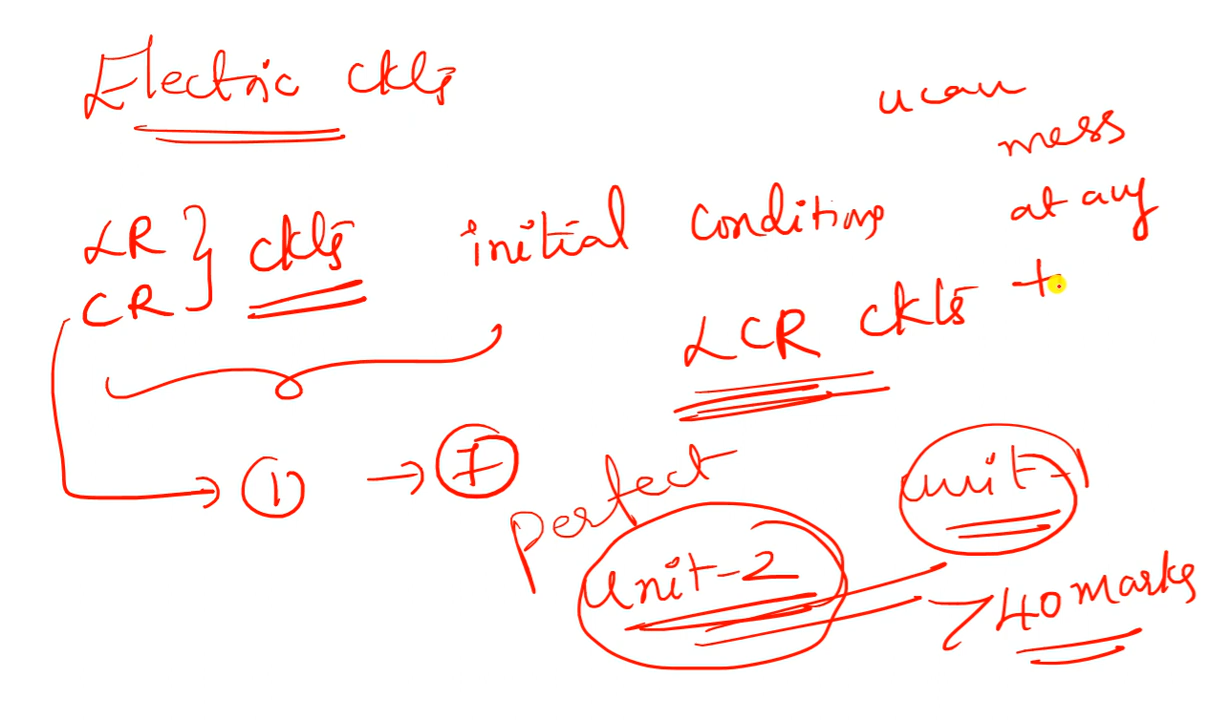 Electric ckts
u can
mess
at any
t
LR } ckts initial conditions
CR
LCR ckts
→ 1 → I
perfect
unit-1
unit-2
>40 marks